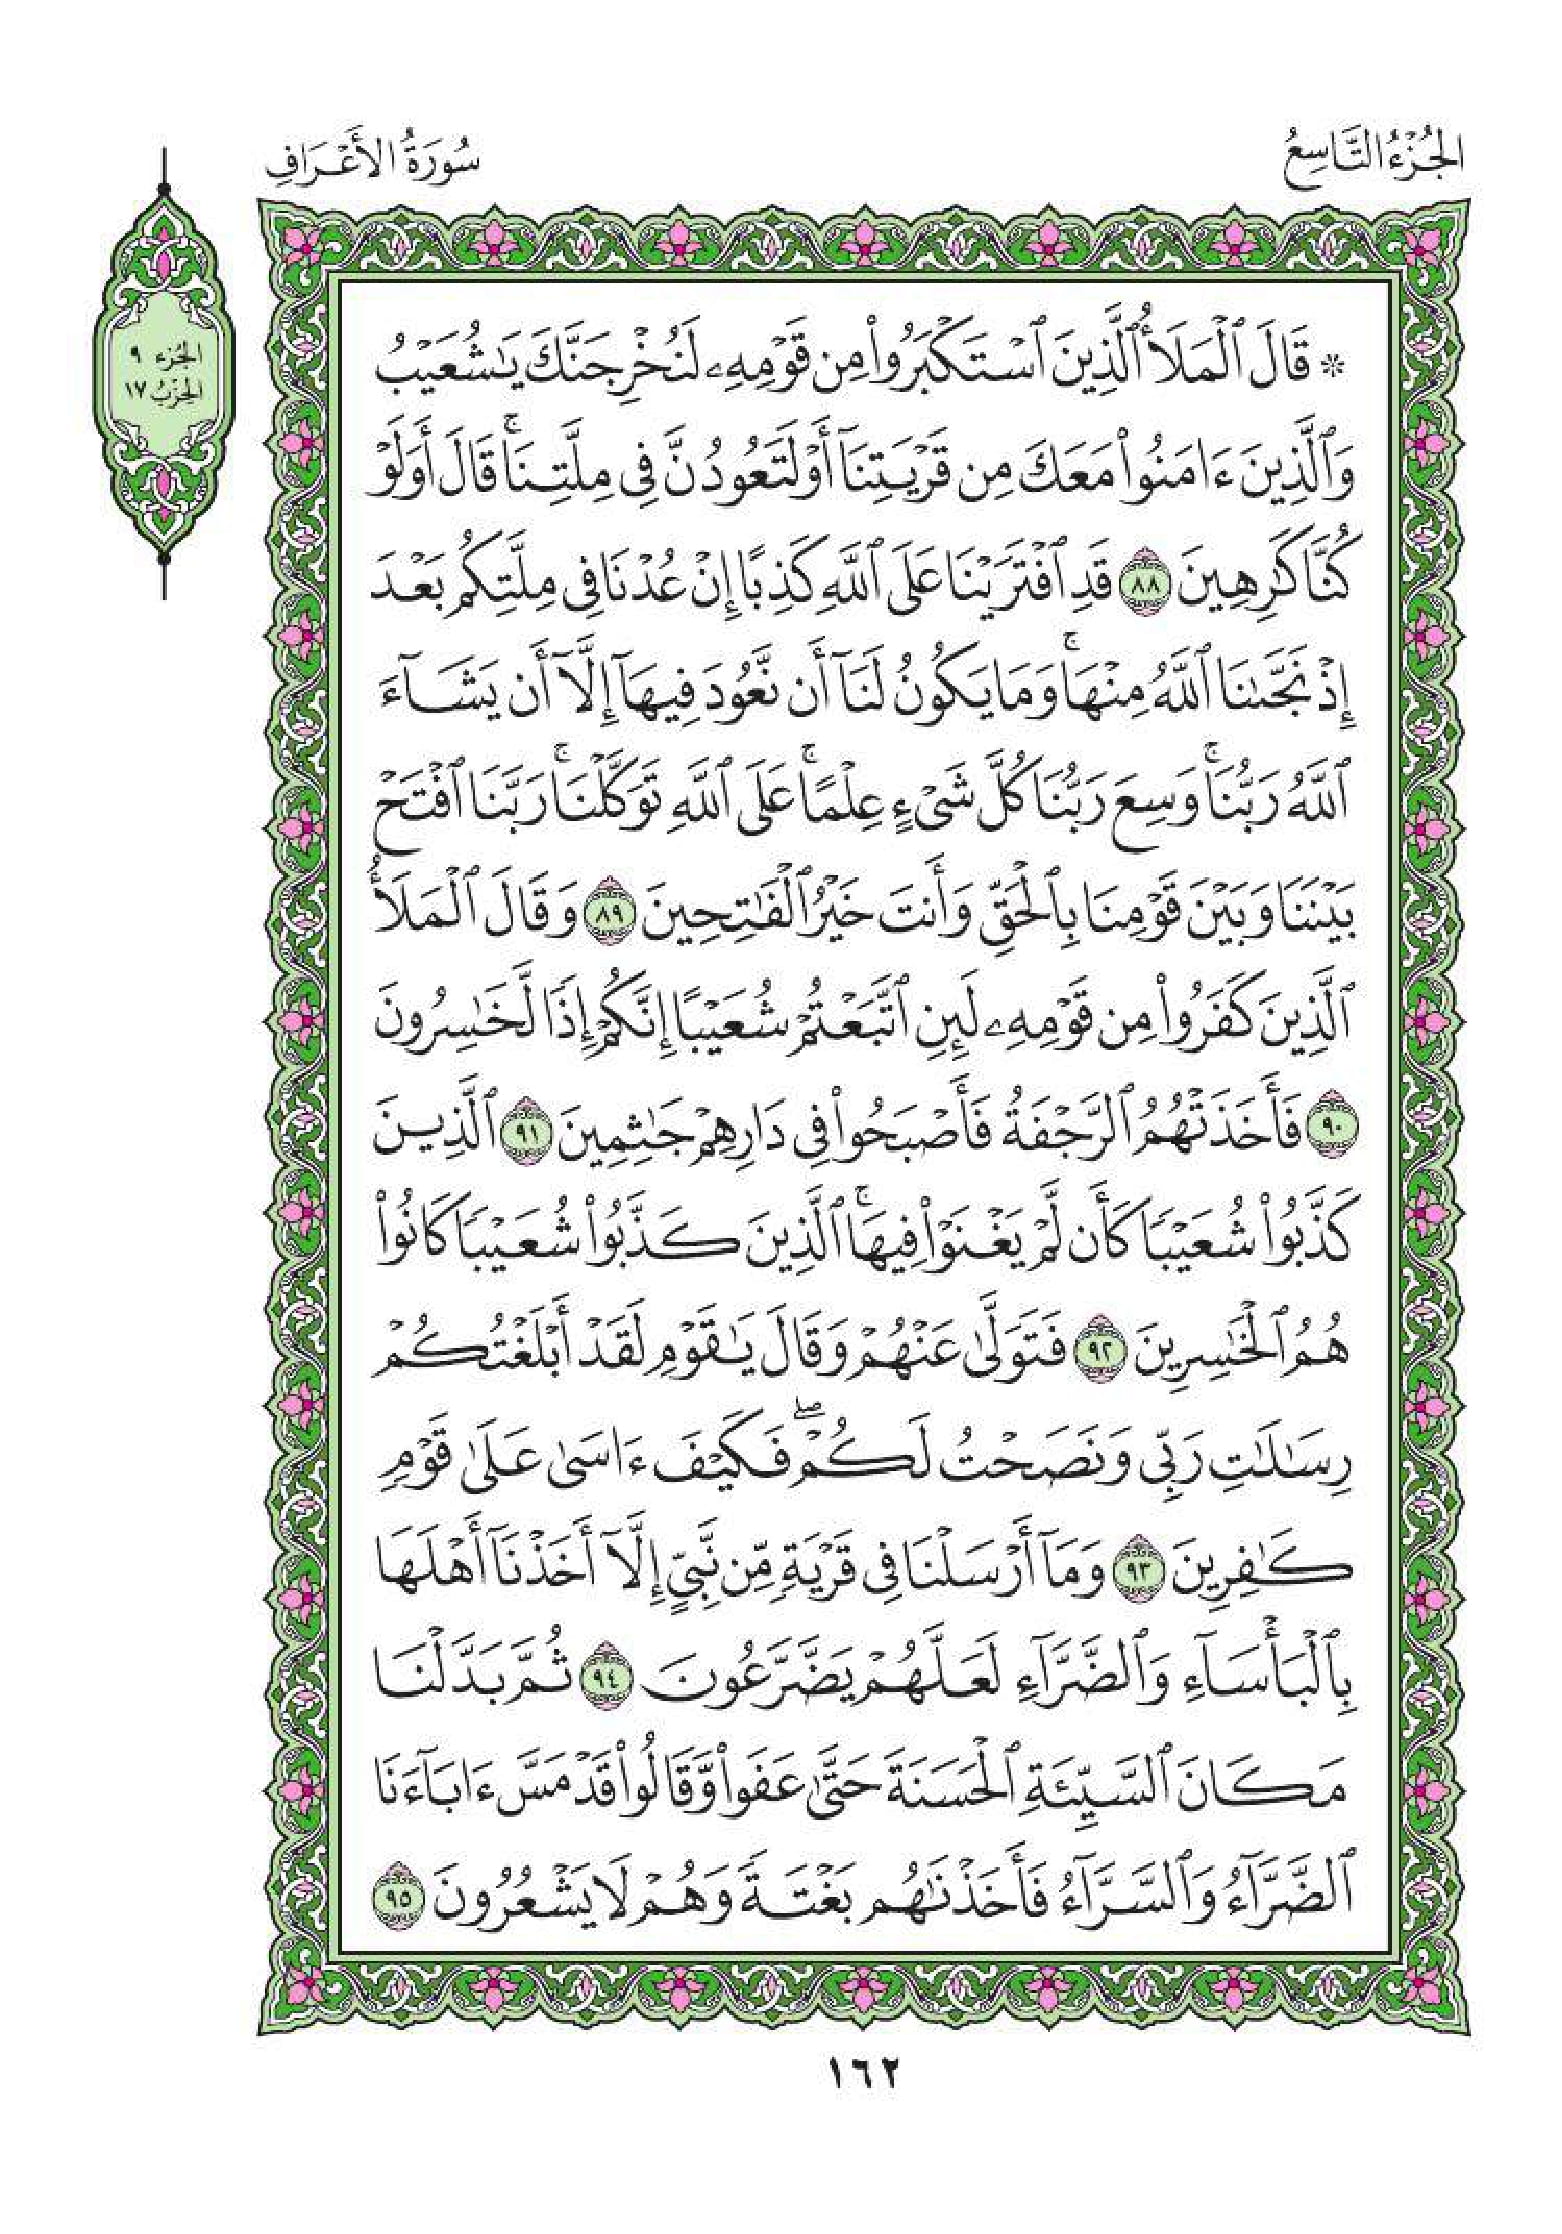 الجُزْءُ التَّاسِعُ
سُورَةُ الأَعْرَافِ
الجُزء ٩
الحِزْبُ ١٧
۞ قَالَ ٱلْمَلَأُ ٱلَّذِينَ ٱسْتَكْبَرُوا۟ مِن قَوْمِهِۦ لَنُخْرِجَنَّكَ يَـٰشُعَيْبُ
وَٱلَّذِينَ ءَامَنُوا۟ مَعَكَ مِن قَرْيَتِنَآ أَوْ لَتَعُودُنَّ فِى مِلَّتِنَا ۚ قَالَ أَوَلَوْ
كُنَّا كَـٰرِهِينَ ٨٨ قَدِ ٱفْتَرَيْنَا عَلَى ٱللَّهِ كَذِبًا إِنْ عُدْنَا فِى مِلَّتِكُم بَعْدَ
إِذْ نَجَّىٰنَا ٱللَّهُ مِنْهَا ۚ وَمَا يَكُونُ لَنَآ أَن نَّعُودَ فِيهَآ إِلَّآ أَن يَشَآءَ
ٱللَّهُ رَبُّنَا ۚ وَسِعَ رَبُّنَا كُلَّ شَىْءٍ عِلْمًا ۚ عَلَى ٱللَّهِ تَوَكَّلْنَا ۚ رَبَّنَا ٱفْتَحْ
بَيْنَنَا وَبَيْنَ قَوْمِنَا بِٱلْحَقِّ وَأَنتَ خَيْرُ ٱلْفَـٰتِحِينَ ٨٩ وَقَالَ ٱلْمَلَأُ
ٱلَّذِينَ كَفَرُوا۟ مِن قَوْمِهِۦ لَئِنِ ٱتَّبَعْتُمْ شُعَيْبًا إِنَّكُمْ إِذًا لَّخَـٰسِرُونَ
٩٠ فَأَخَذَتْهُمُ ٱلرَّجْفَةُ فَأَصْبَحُوا۟ فِى دَارِهِمْ جَـٰثِمِينَ ٩١ ٱلَّذِينَ
كَذَّبُوا۟ شُعَيْبًا كَأَن لَّمْ يَغْنَوْا۟ فِيهَا ۚ ٱلَّذِينَ كَذَّبُوا۟ شُعَيْبًا كَانُوا۟
هُمُ ٱلْخَـٰسِرِينَ ٩٢ فَتَوَلَّىٰ عَنْهُمْ وَقَالَ يَـٰقَوْمِ لَقَدْ أَبْلَغْتُكُمْ
رِسَـٰلَـٰتِ رَبِّى وَنَصَحْتُ لَكُمْ ۖ فَكَيْفَ ءَاسَىٰ عَلَىٰ قَوْمٍ
كَـٰفِرِينَ ٩٣ وَمَآ أَرْسَلْنَا فِى قَرْيَةٍ مِّن نَّبِىٍّ إِلَّآ أَخَذْنَآ أَهْلَهَا
بِٱلْبَأْسَآءِ وَٱلضَّرَّآءِ لَعَلَّهُمْ يَضَّرَّعُونَ ٩٤ ثُمَّ بَدَّلْنَا
مَكَانَ ٱلسَّيِّئَةِ ٱلْحَسَنَةَ حَتَّىٰ عَفَوا۟ وَّقَالُوا۟ قَدْ مَسَّ ءَابَآءَنَا
ٱلضَّرَّآءُ وَٱلسَّرَّآءُ فَأَخَذْنَـٰهُم بَغْتَةً وَهُمْ لَا يَشْعُرُونَ ٩٥
١٦٢